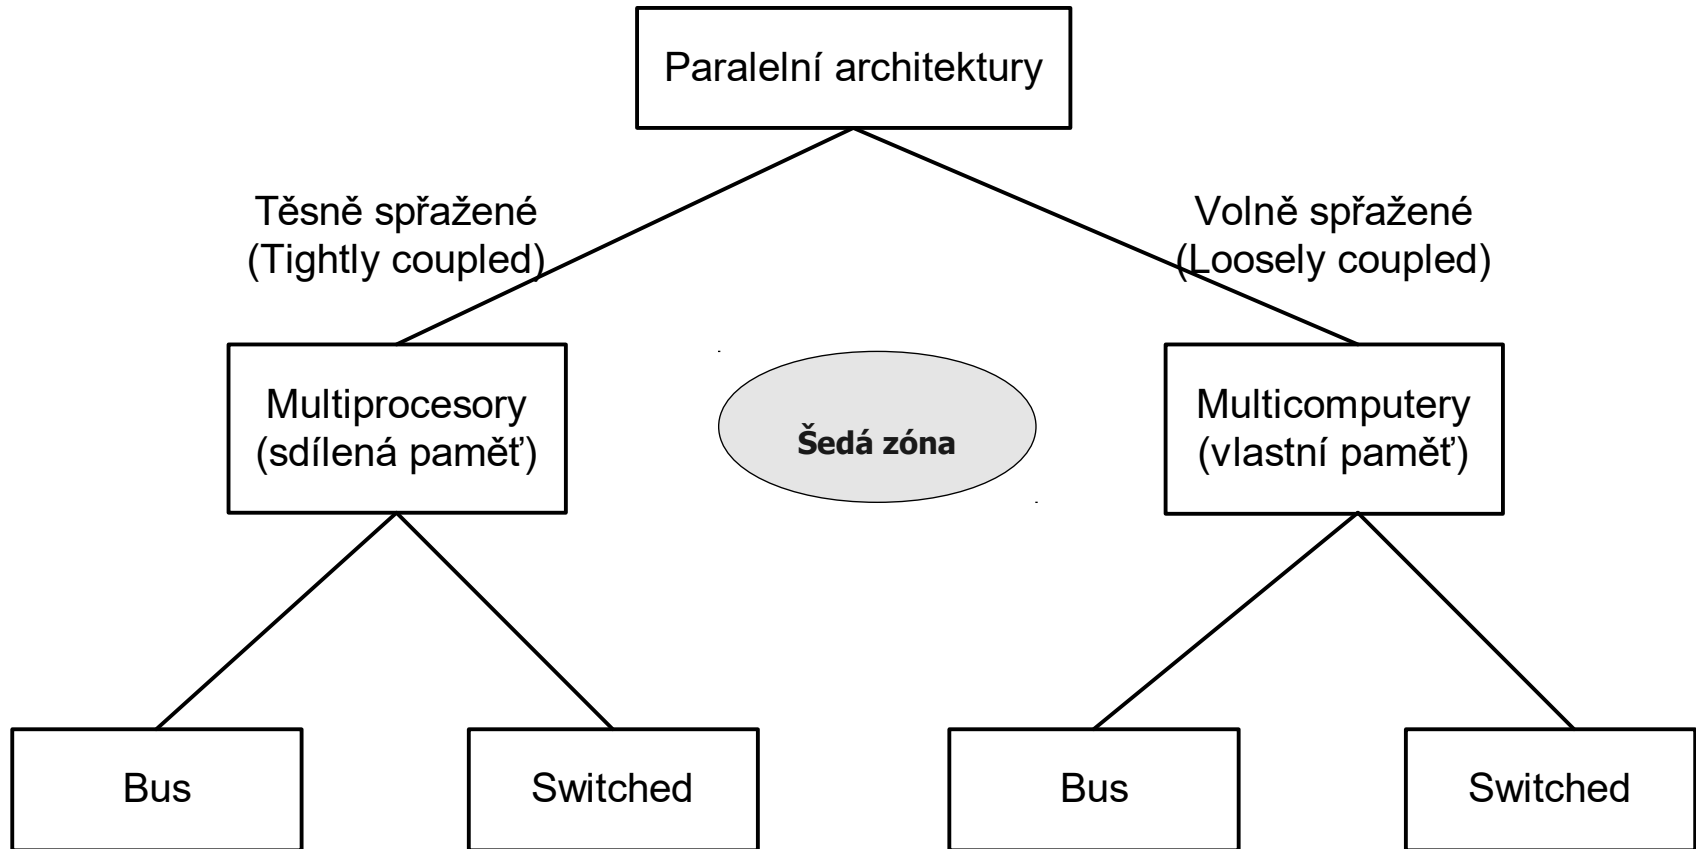 Paralelní architektury
Těsně spřažené
(Tightly coupled)
Volně spřažené
(Loosely coupled)
Multiprocesory
(sdílená paměť)
Šedá zóna
Multicomputery
(vlastní paměť)
Bus
Switched
Bus
Switched